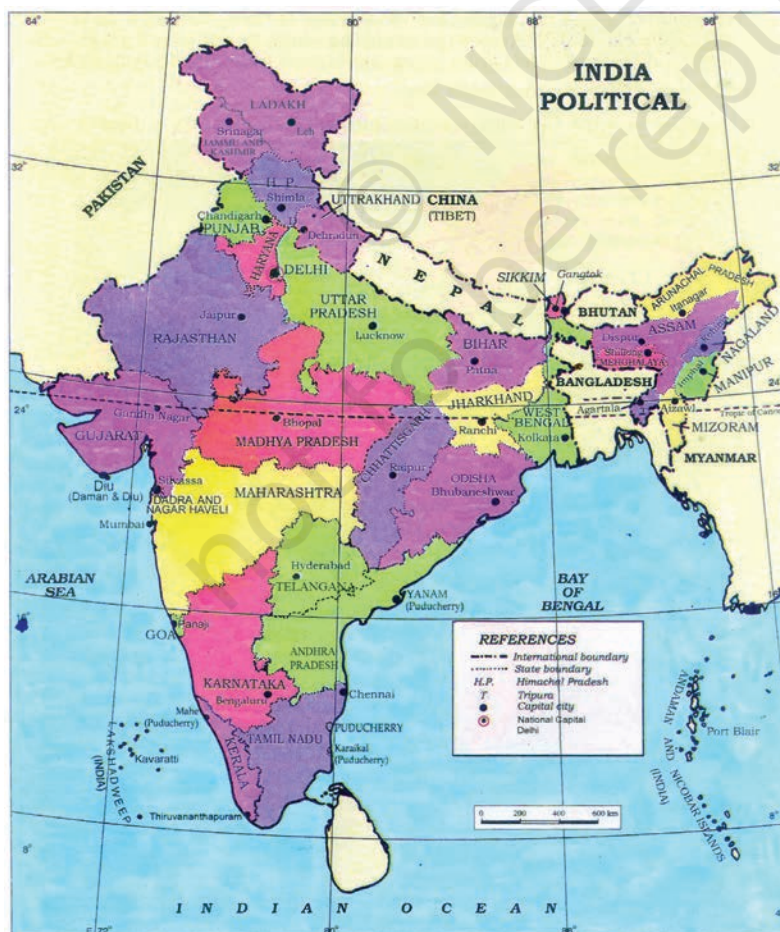 64°
72
86°
88
96°
INDIA
POLITICAL
LADAKH
Srinagar
Leh
JAMMU AND
KASHMIR
32
32
H. P.
Shimla
PAKISTAN
Chandigarh
PUNJAB
UTTRAKHAND
CHINA
(TIBET)
Dehradun
HARYANA
DELHI
NEPAL
SIKKIM
Gangtok
BHUTAN
ARUNACHAL PRADESH
Itanagar
UTTAR
PRADESH
Jaipur
RAJASTHAN
Lucknow
BIHAR
Patna
Dispur
ASSAM
Shillong
MEHGHALAYA
NAGALAND
Imphal
MANIPUR
BANGLADESH
JHARKHAND
24°
24
Gandhi Nagar
GUJARAT
Bhopal
MADHYA PRADESH
CHHATTISGARH
Ranchi
WEST
BENGAL
Kolkata
Agartala
Aizawl
Tropic of Canc
MIZORAM
MYANMAR
Raipur
ODISHA
Bhubaneshwar
Diu
(Daman & Diu)
Silvassa
DADRA AND
NAGAR HAVELI
MAHARASHTRA
Mumbai
Hyderabad
TELANGANA
ARABIAN
SEA
YANAM
(Puducherry)
BAY
OF
BENGAL
16°
GOA
Panaji
ANDHRA
PRADESH
REFERENCES
International boundary
State boundary
H.P. Himachal Pradesh
T Tripura
Capital city
National Capital
Delhi
KARNATAKA
Bengaluru
Chennai
Mahe
(Puducherry)
PUDUCHERRY
TAMIL NADU
Karaikal
(Puducherry)
KERALA
LAKSHADWEEP
(INDIA)
Kavaratti
Thiruvananthapuram
ANDAMAN AND NICOBAR ISLANDS
(INDIA)
Port Blair
0 200 400 600 km
8°
8°
INDIAN OCEAN